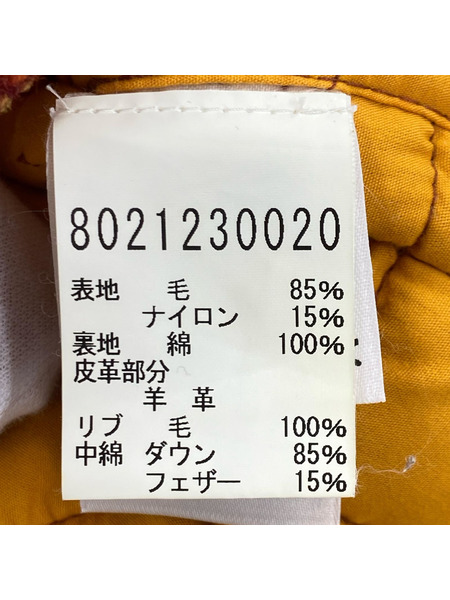 8021230020
表地 毛 85%
ナイロン 15%
裏地 綿 100%
皮革部分
羊 革
リブ 毛 100%
中綿 ダウン 85%
フェザー 15%